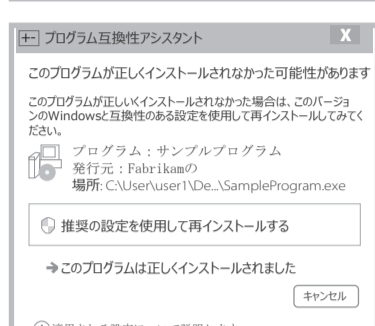 プログラム互換性アシスタント X
このプログラムが正しくインストールされなかった可能性があります
このプログラムが正しいくインストールされなかった場合は、このバージョ
ンのWindowsと互換性のある設定を使用して再インストールしてみてく
ださい。
プログラム：サンプルプログラム
発行元：Fabrikamの
場所: C:\User\user1\De...\SampleProgram.exe
推奨の設定を使用して再インストールする
このプログラムは正しくインストールされました
キャンセル